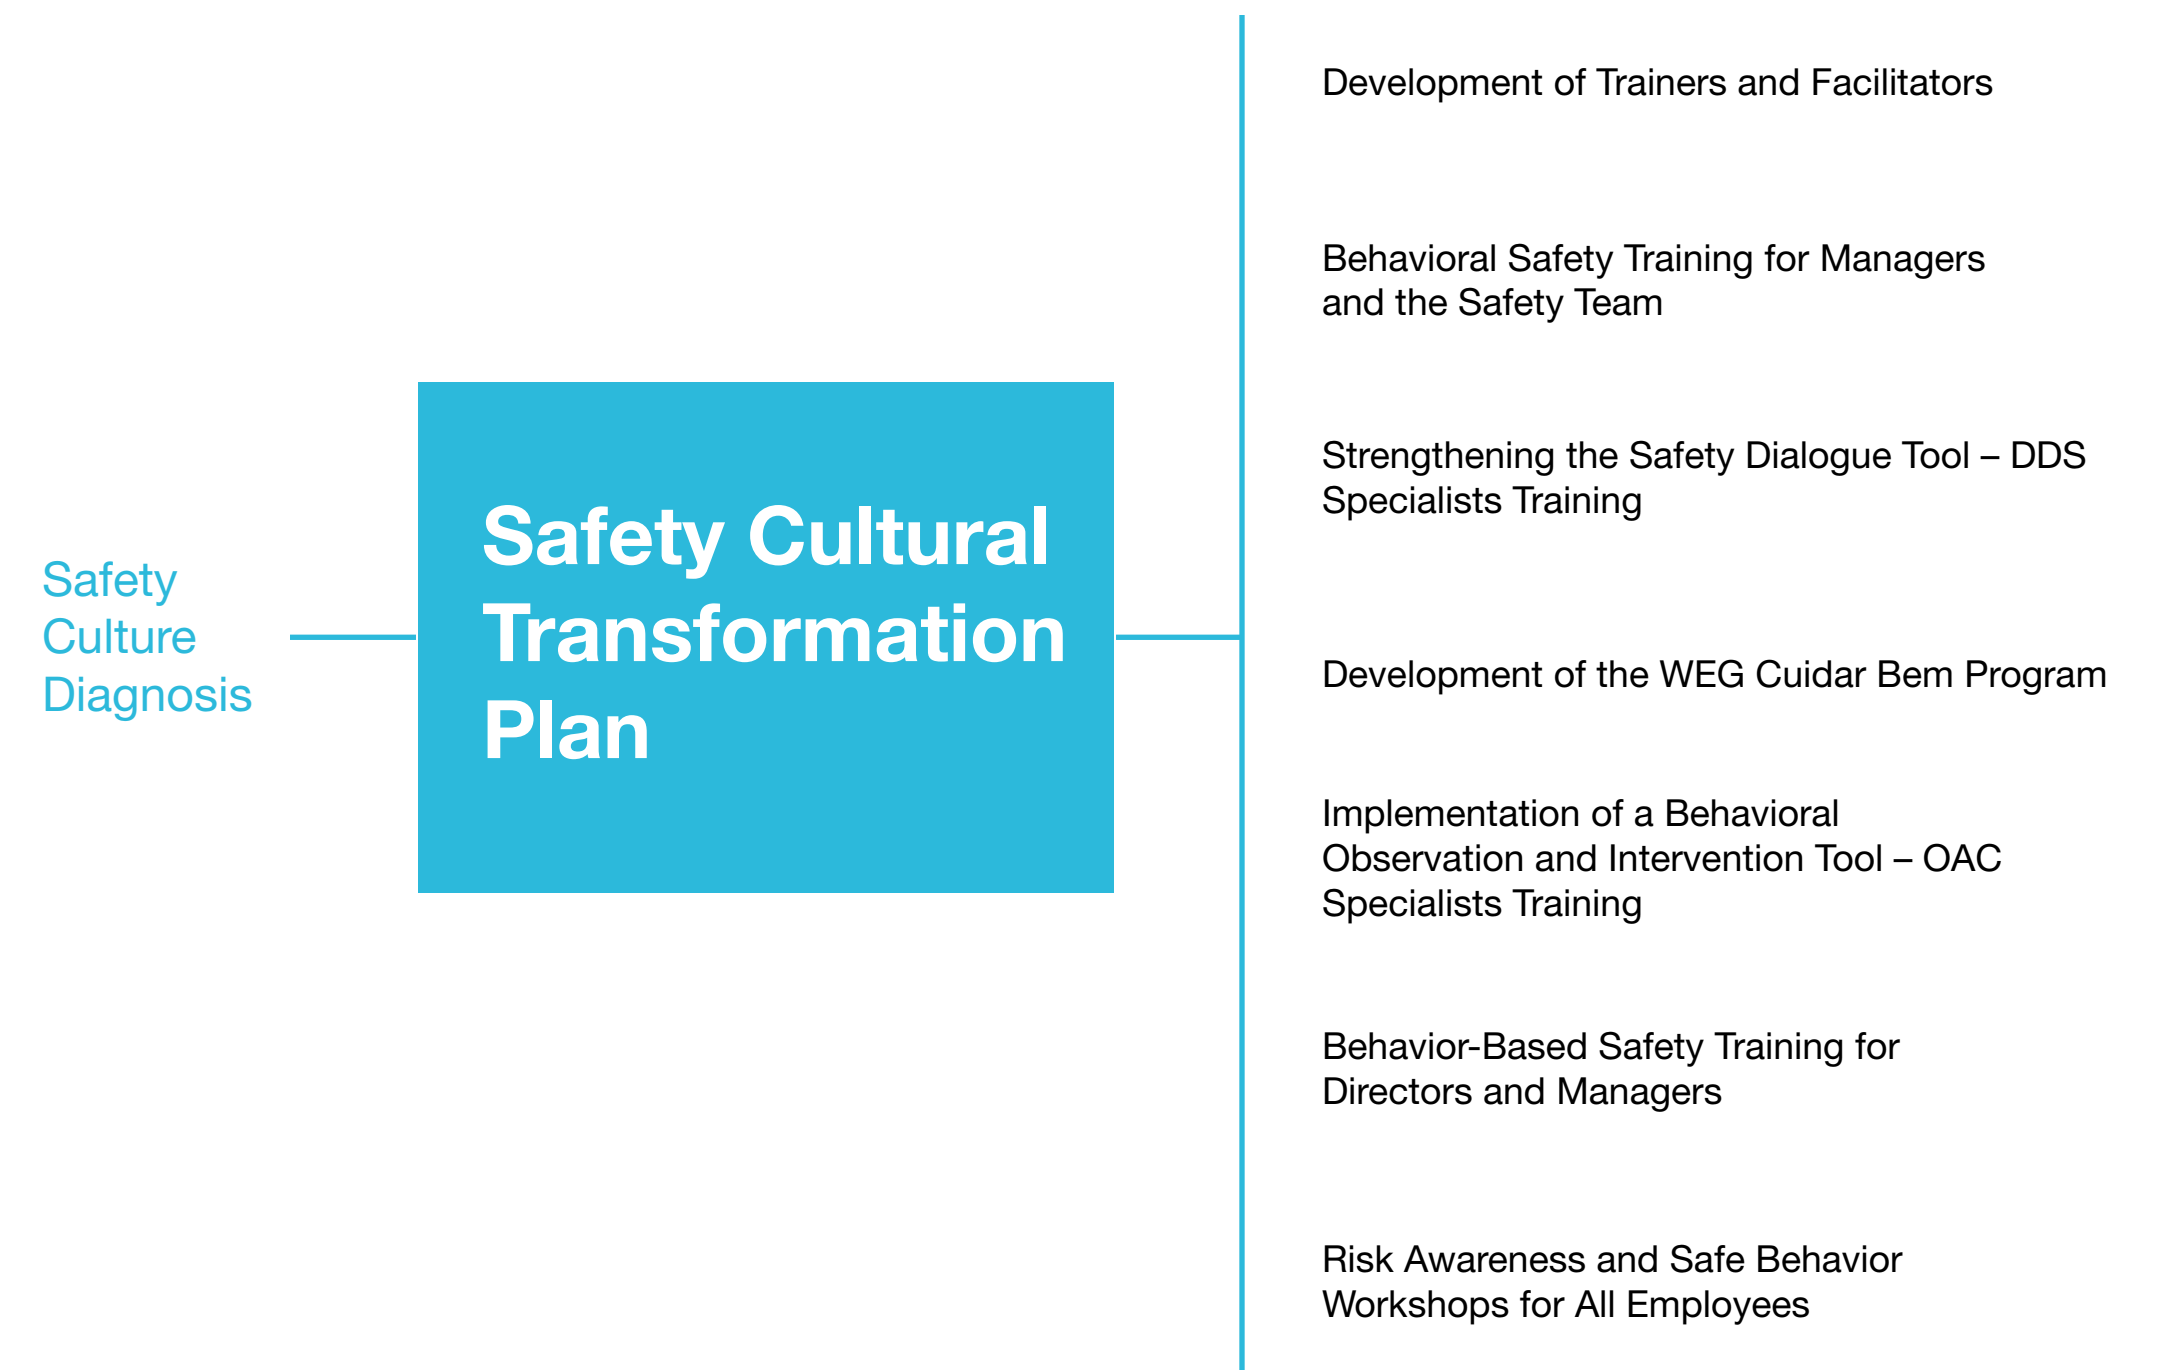 Safety
Culture
Diagnosis
Safety Cultural
Transformation
Plan
Development of Trainers and Facilitators
Behavioral Safety Training for Managers
and the Safety Team
Strengthening the Safety Dialogue Tool – DDS
Specialists Training
Development of the WEG Cuidar Bem Program
Implementation of a Behavioral
Observation and Intervention Tool – OAC
Specialists Training
Behavior-Based Safety Training for
Directors and Managers
Risk Awareness and Safe Behavior
Workshops for All Employees